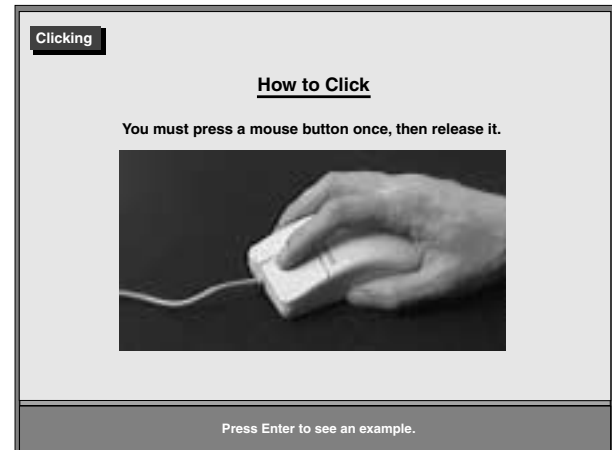 Clicking
How to Click
You must press a mouse button once, then release it.
Press Enter to see an example.